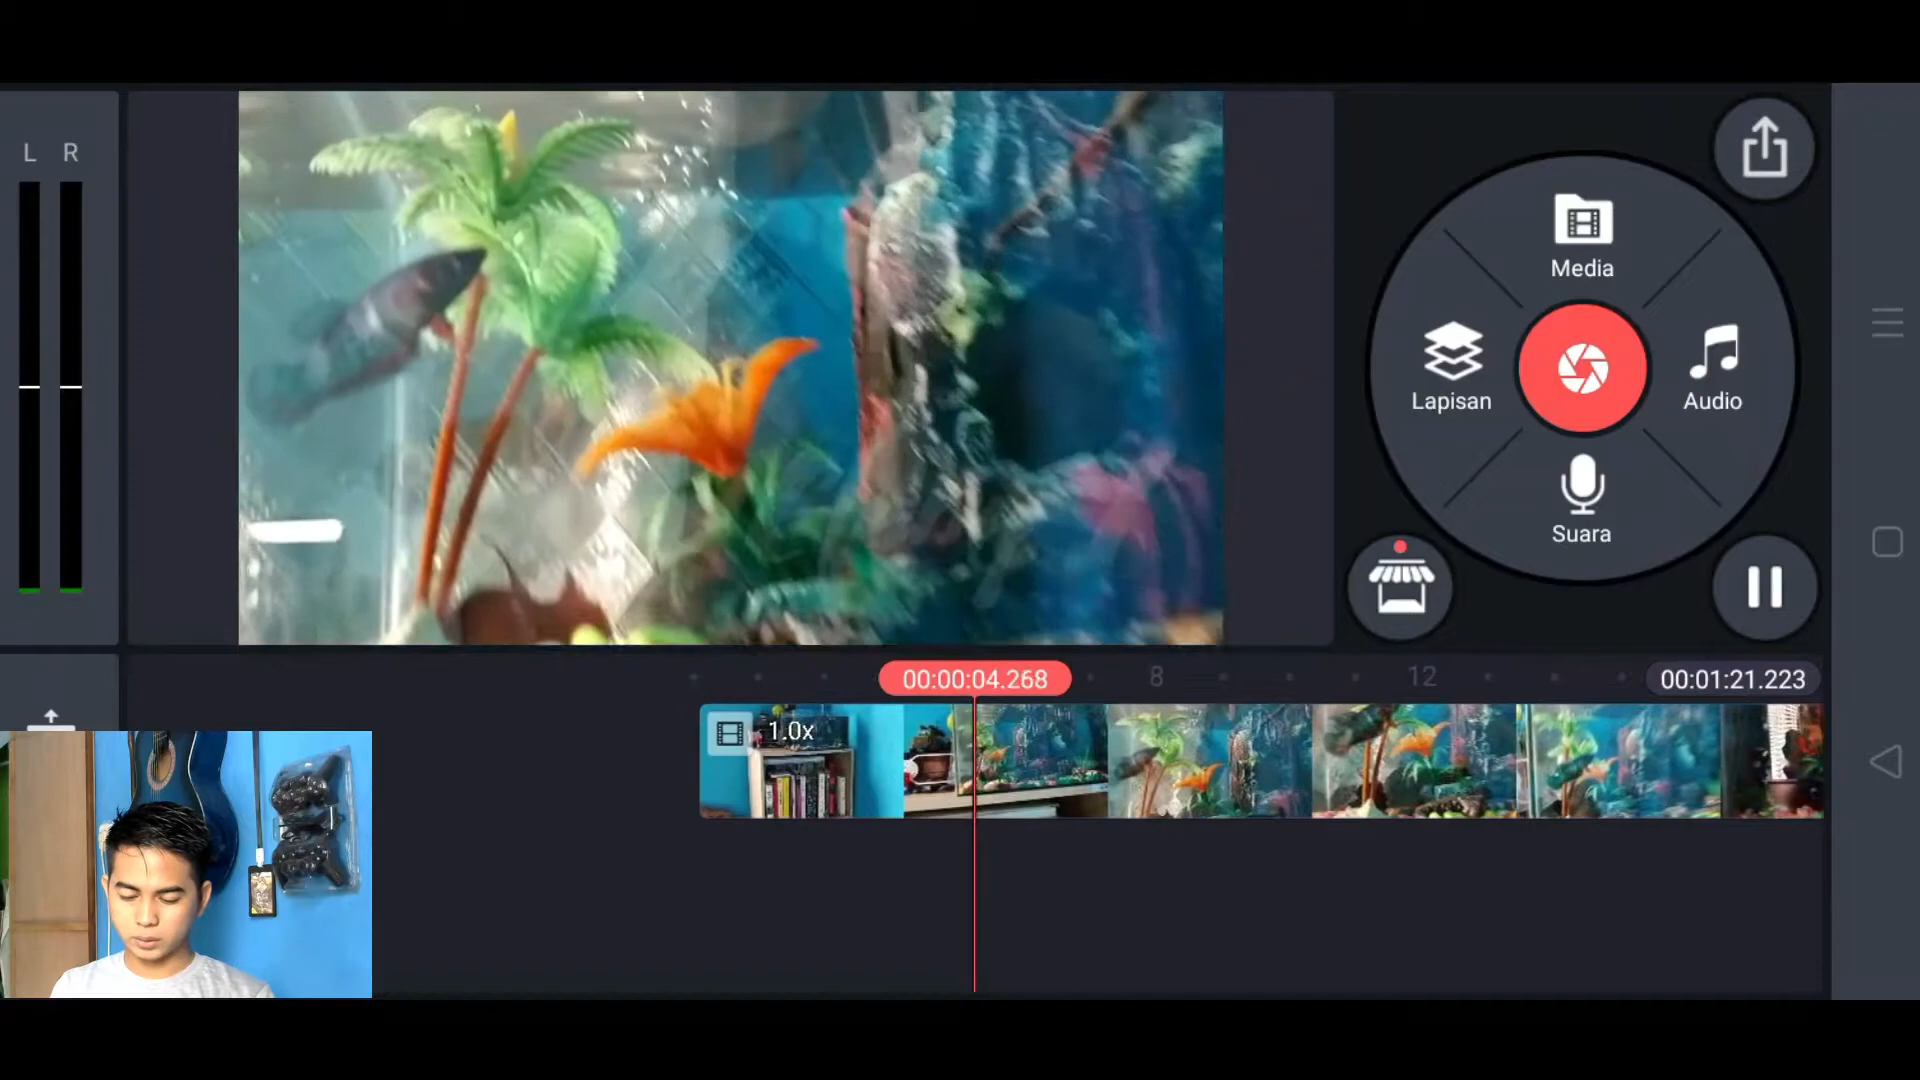 L R
Media
Lapisan
Audio
Suara
00:00:04.268
8
12
00:01:21.223
1.0x